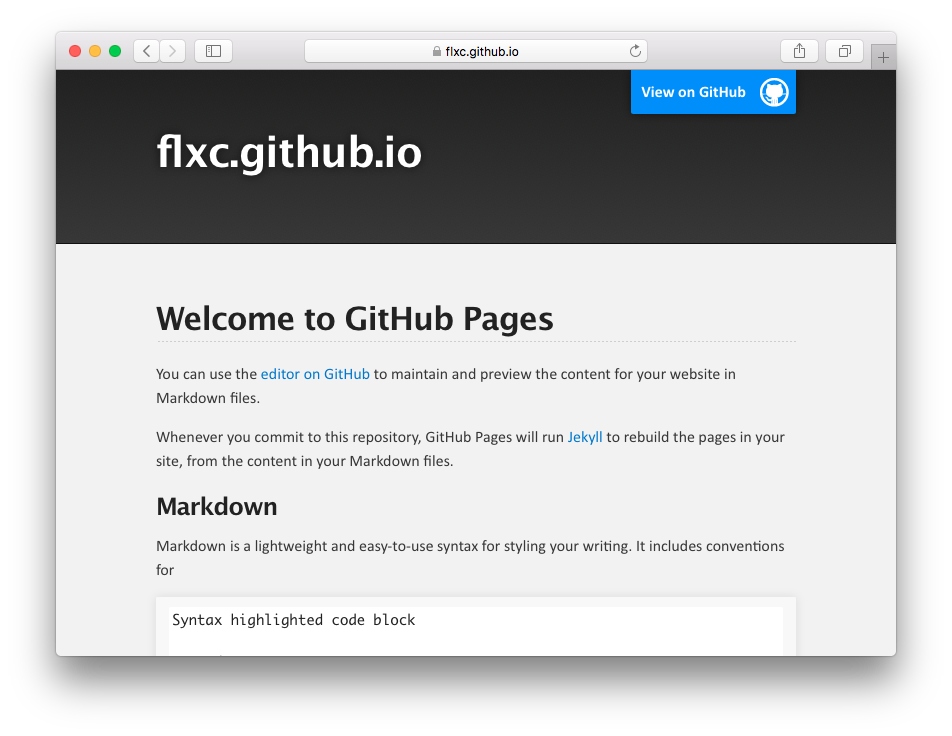 flxc.github.io
View on GitHub
flxc.github.io
Welcome to GitHub Pages
You can use the editor on GitHub to maintain and preview the content for your website in
Markdown files.
Whenever you commit to this repository, GitHub Pages will run Jekyll to rebuild the pages in your
site, from the content in your Markdown files.
Markdown
Markdown is a lightweight and easy-to-use syntax for styling your writing. It includes conventions
for
Syntax highlighted code block